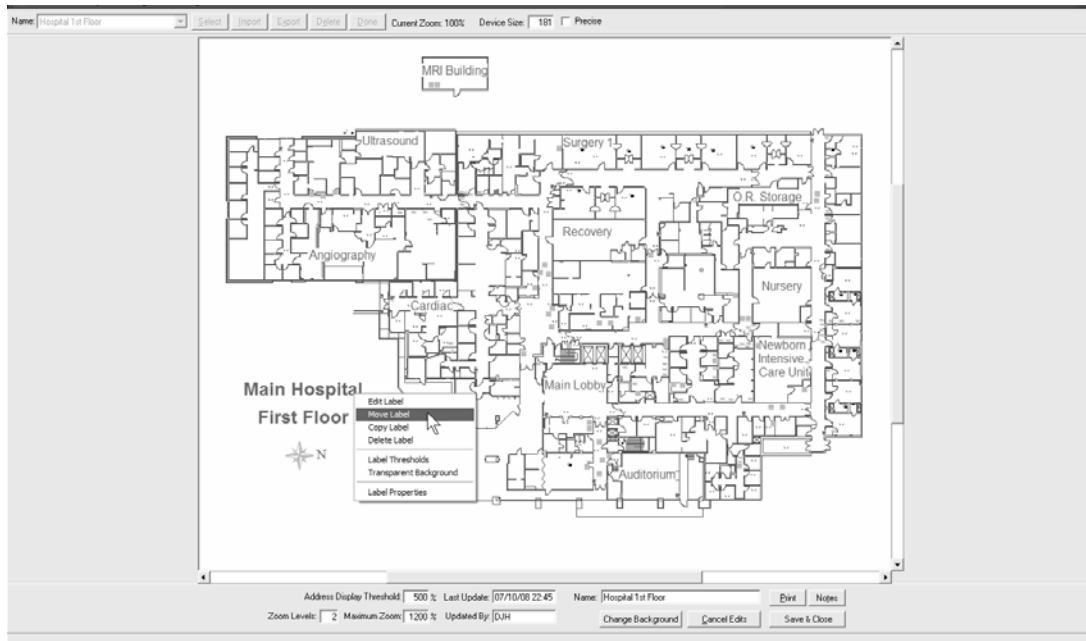 Name: Hospital 1st Floor Select Import Export Delete Done Current Zoom: 100% Device Size: 181 Precise
MRI Building
Ultrasound
Surgery 1
O.R. Storage
Recovery
Angiography
Nursery
Cardiac
Newborn
Intensive
Care Unit
Main Lobby
Main Hospital
First Floor
N
Auditorium
Edit Label
Move Label
Copy Label
Delete Label
Label Thresholds
Transparent Background
Label Properties
Address Display Threshold: 500 % Last Update: 07/10/08 22:45 Name: Hospital 1st Floor Print Notes
Zoom Levels: 2 Maximum Zoom: 1200 % Updated By: DJH Change Background Cancel Edits Save & Close